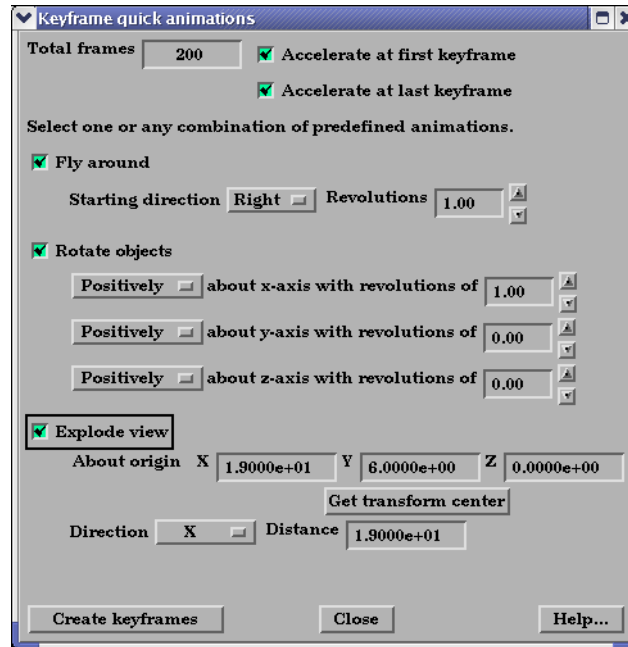 Keyframe quick animations
Total frames 200 Accelerate at first keyframe
Accelerate at last keyframe
Select one or any combination of predefined animations.
Fly around
Starting direction Right Revolutions 1.00
Rotate objects
Positively about x-axis with revolutions of 1.00
Positively about y-axis with revolutions of 0.00
Positively about z-axis with revolutions of 0.00
Explode view
About origin X 1.9000e+01 Y 6.0000e+00 Z 0.0000e+00
Get transform center
Direction X Distance 1.9000e+01
Create keyframes Close Help...